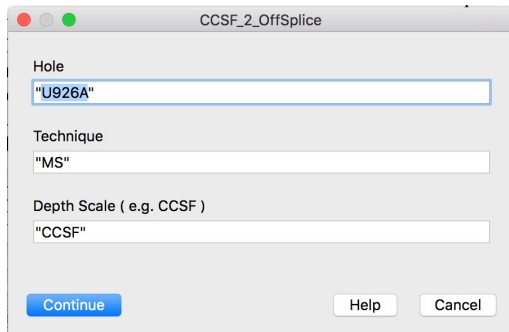 CCSF_2_OffSplice
Hole
"U926A"
Technique
"MS"
Depth Scale ( e.g. CCSF )
"CCSF"
Continue
Help
Cancel